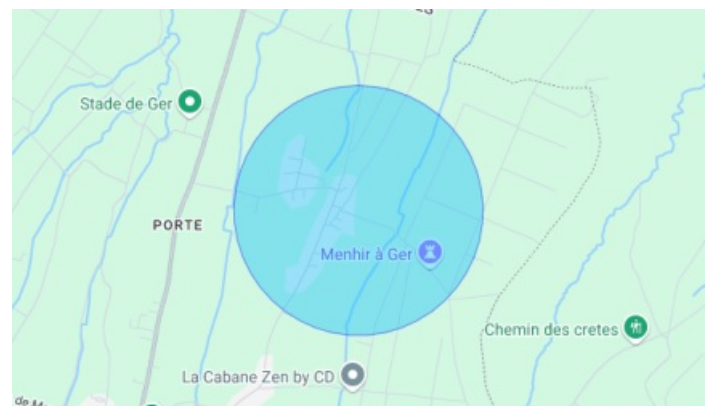 Stade de Ger
PORTE
Menhir à Ger
Chemin des cretes
La Cabane Zen by CD